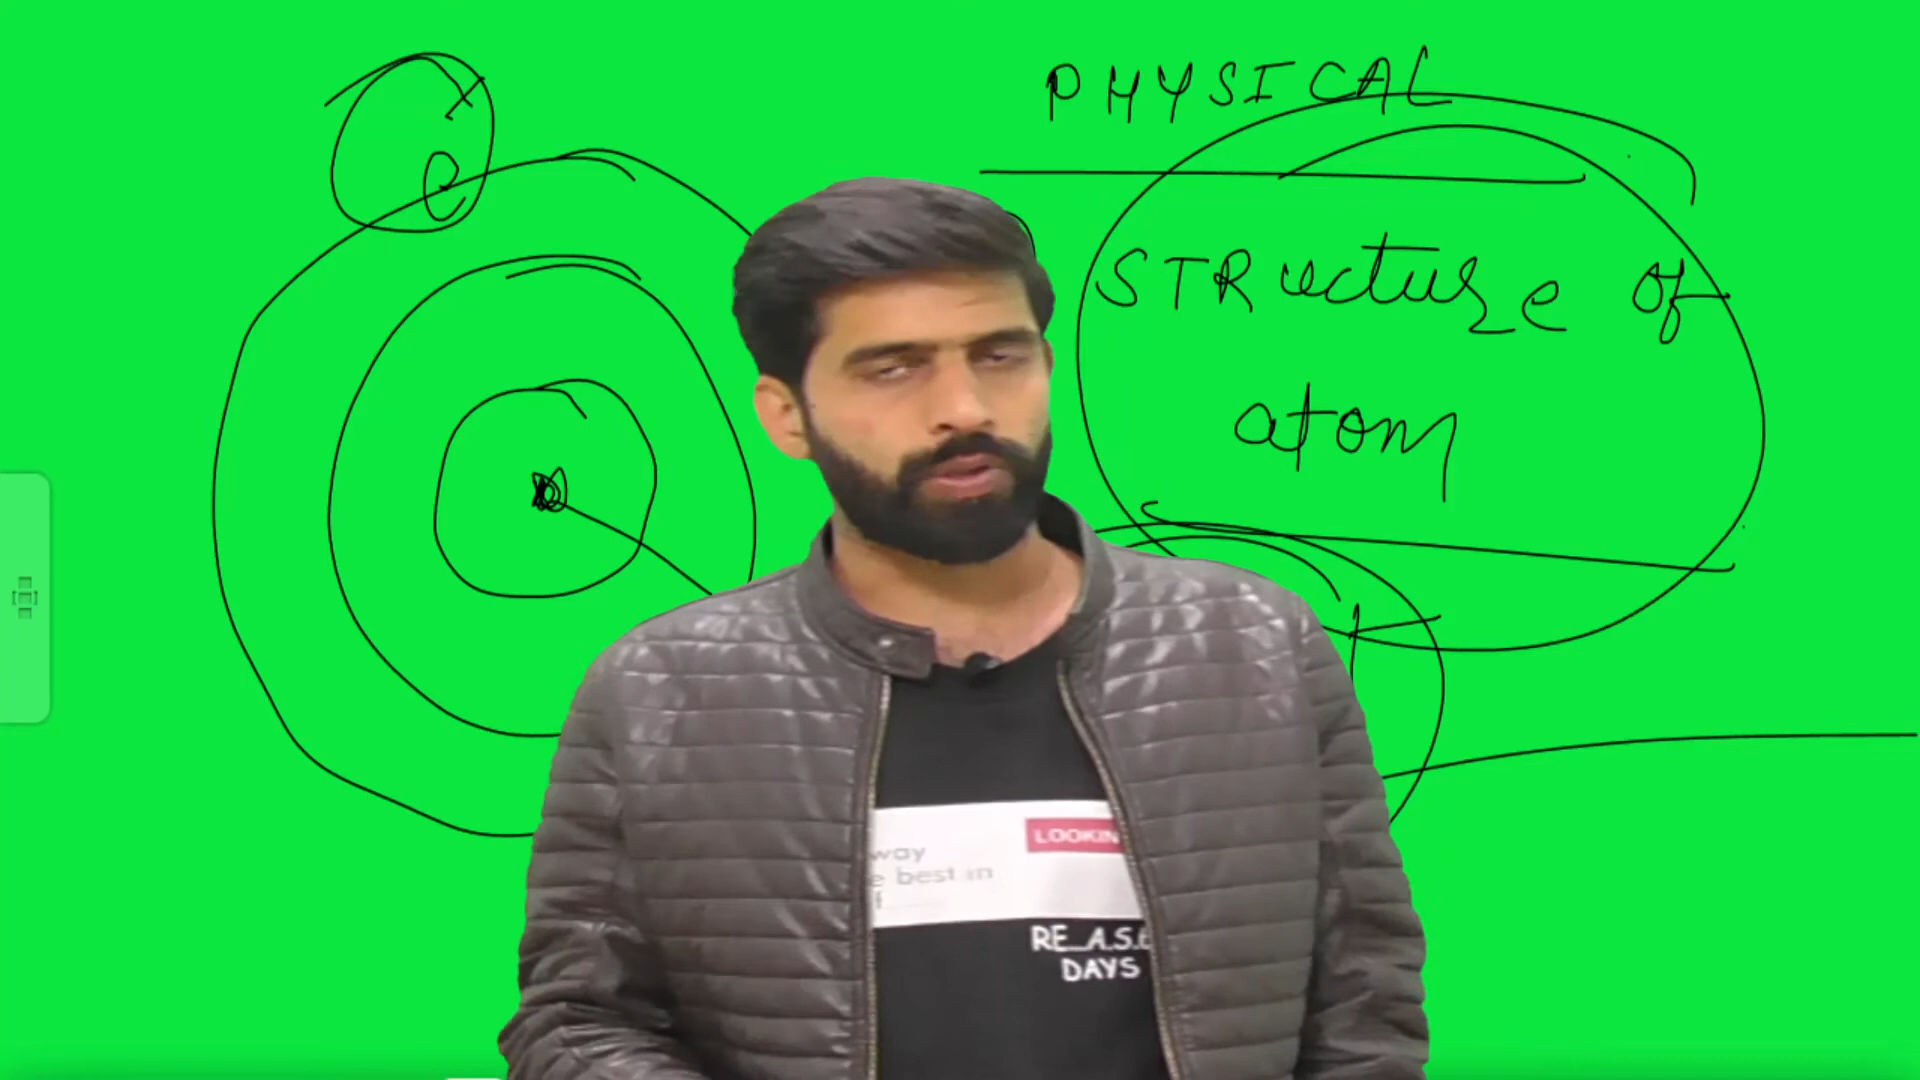 PHYSICAL
STRucture of
atom
e
LOOKIN
way
e best in
RE_A.S.E
DAYS